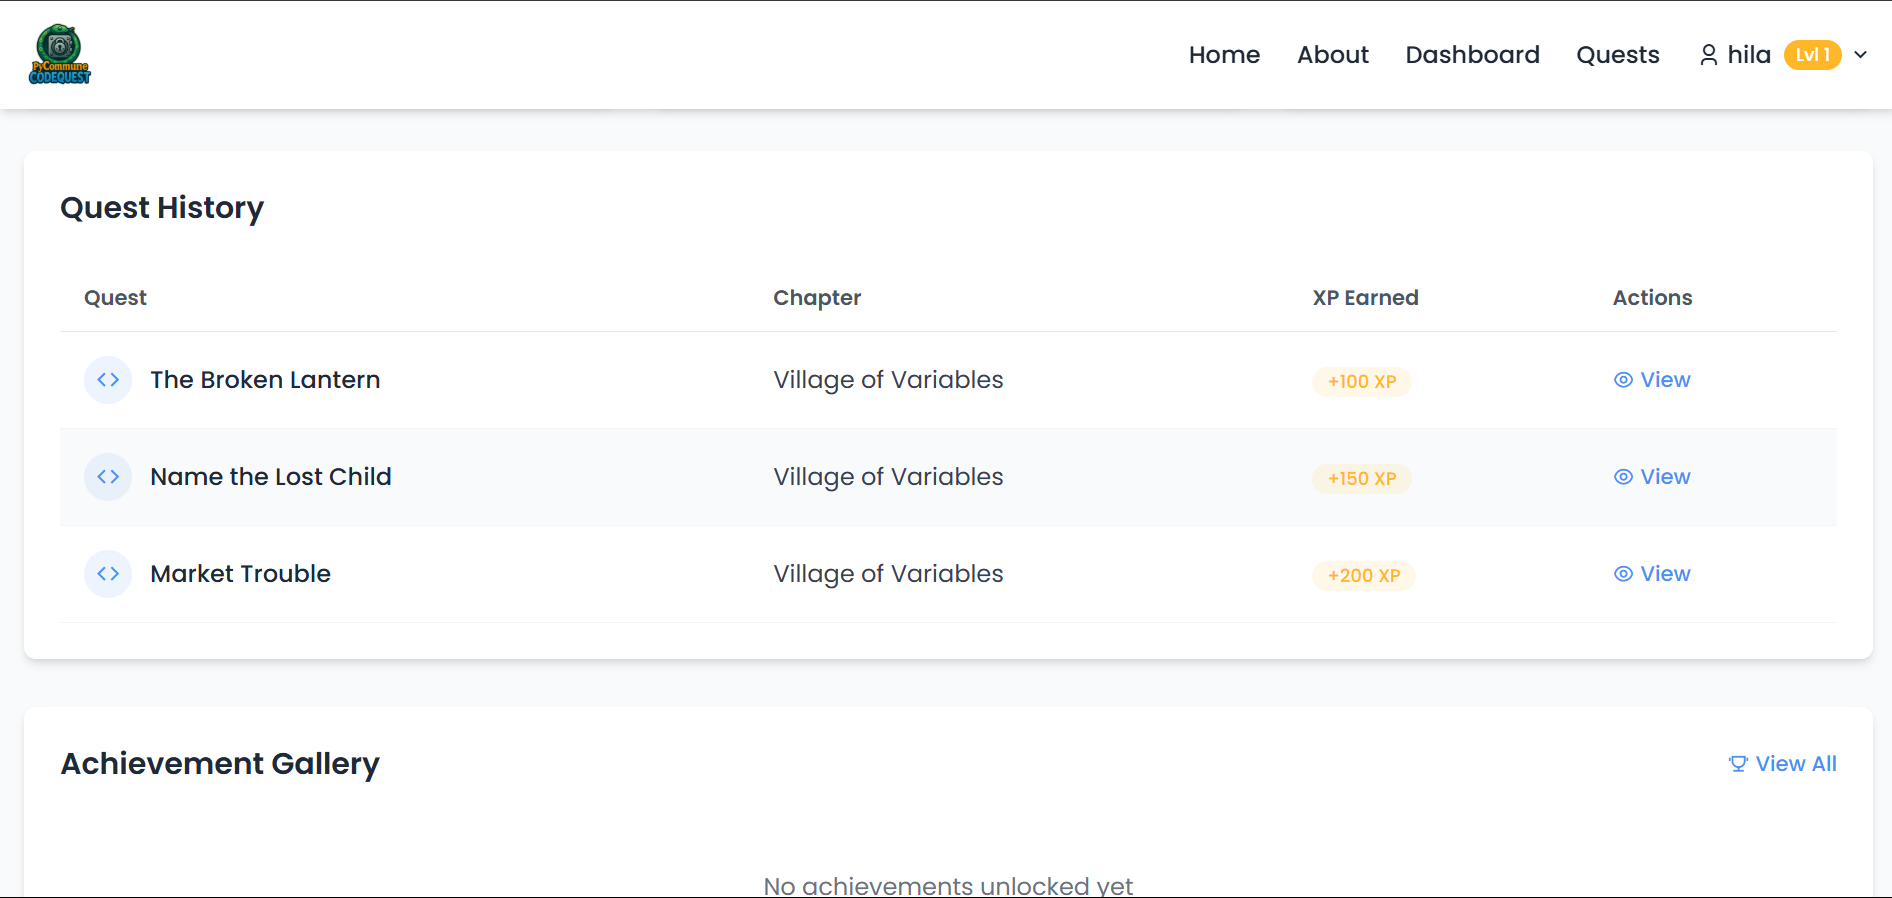 PyCommune
CODEQUEST
Home About Dashboard Quests hila Lvl 1
Quest History
Quest Chapter XP Earned Actions
The Broken Lantern Village of Variables +100 XP View
Name the Lost Child Village of Variables +150 XP View
Market Trouble Village of Variables +200 XP View
Achievement Gallery View All
No achievements unlocked yet